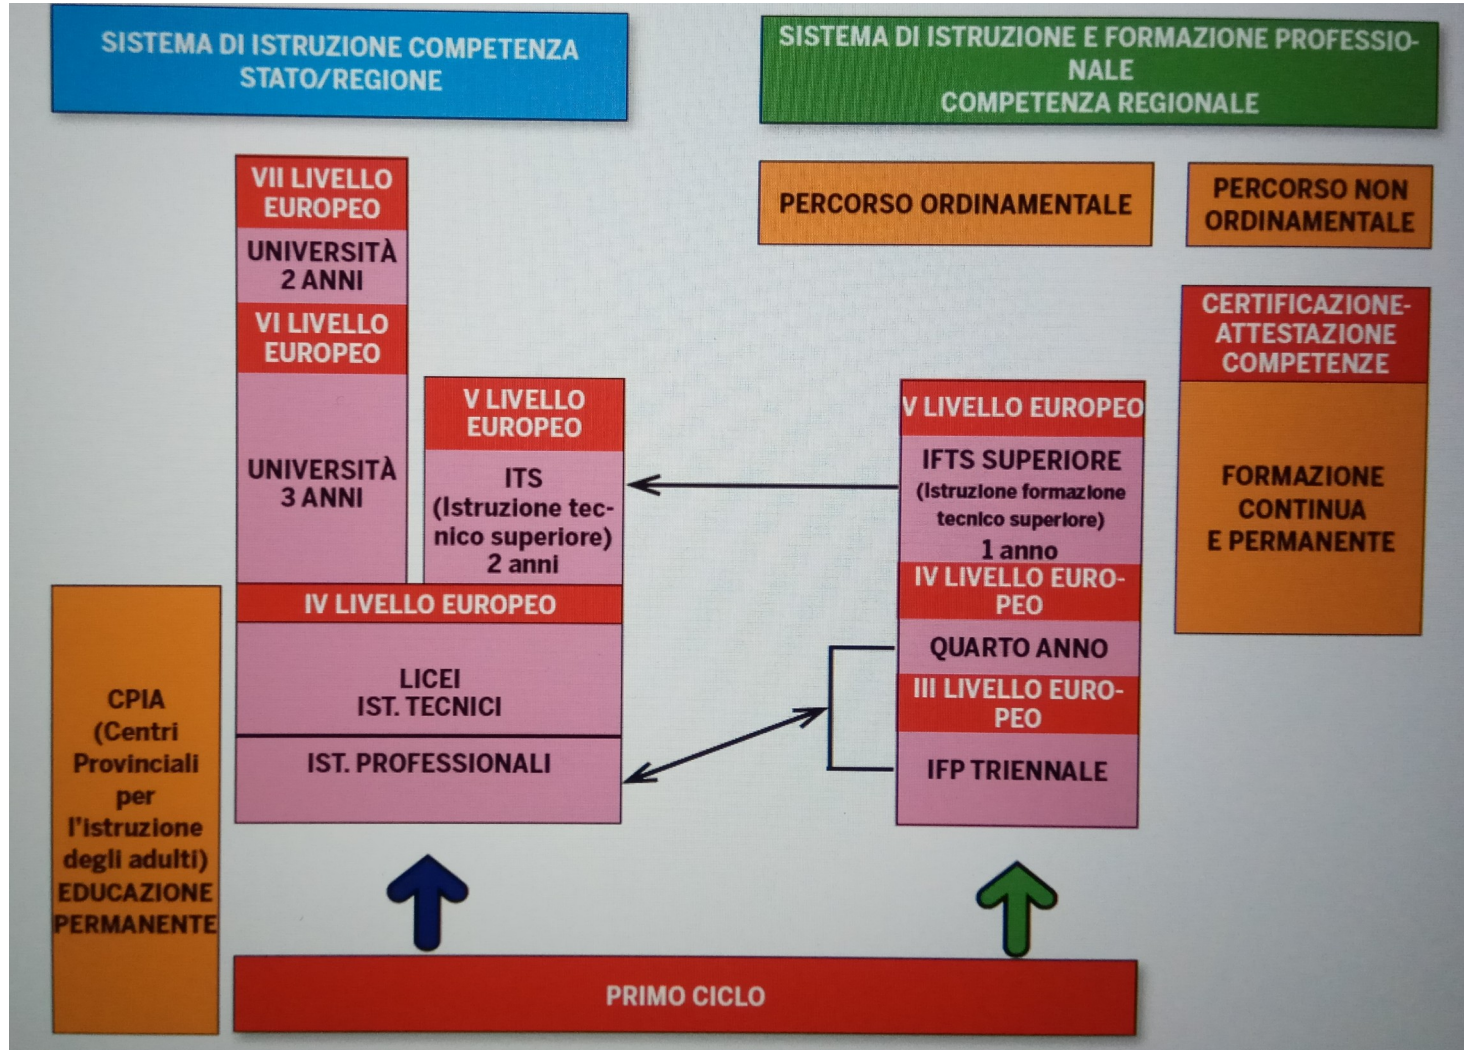 SISTEMA DI ISTRUZIONE COMPETENZA
STATO/REGIONE
SISTEMA DI ISTRUZIONE E FORMAZIONE PROFESSIO-
NALE
COMPETENZA REGIONALE
PERCORSO ORDINAMENTALE
PERCORSO NON
ORDINAMENTALE
VII LIVELLO
EUROPEO
UNIVERSITÀ
2 ANNI
VI LIVELLO
EUROPEO
UNIVERSITÀ
3 ANNI
V LIVELLO
EUROPEO
ITS
(Istruzione tec-
nico superiore)
2 anni
IV LIVELLO EUROPEO
LICEI
IST. TECNICI
IST. PROFESSIONALI
CPIA
(Centri
Provinciali
per
l'istruzione
degli adulti)
EDUCAZIONE
PERMANENTE
V LIVELLO EUROPEO
IFTS SUPERIORE
(Istruzione formazione
tecnico superiore)
1 anno
IV LIVELLO EURO-
PEO
QUARTO ANNO
III LIVELLO EURO-
PEO
IFP TRIENNALE
CERTIFICAZIONE-
ATTESTAZIONE
COMPETENZE
FORMAZIONE
CONTINUA
E PERMANENTE
PRIMO CICLO